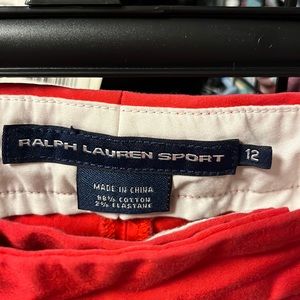 RALPH LAUREN SPORT
12
MADE IN CHINA
98% COTTON
2% ELASTANE